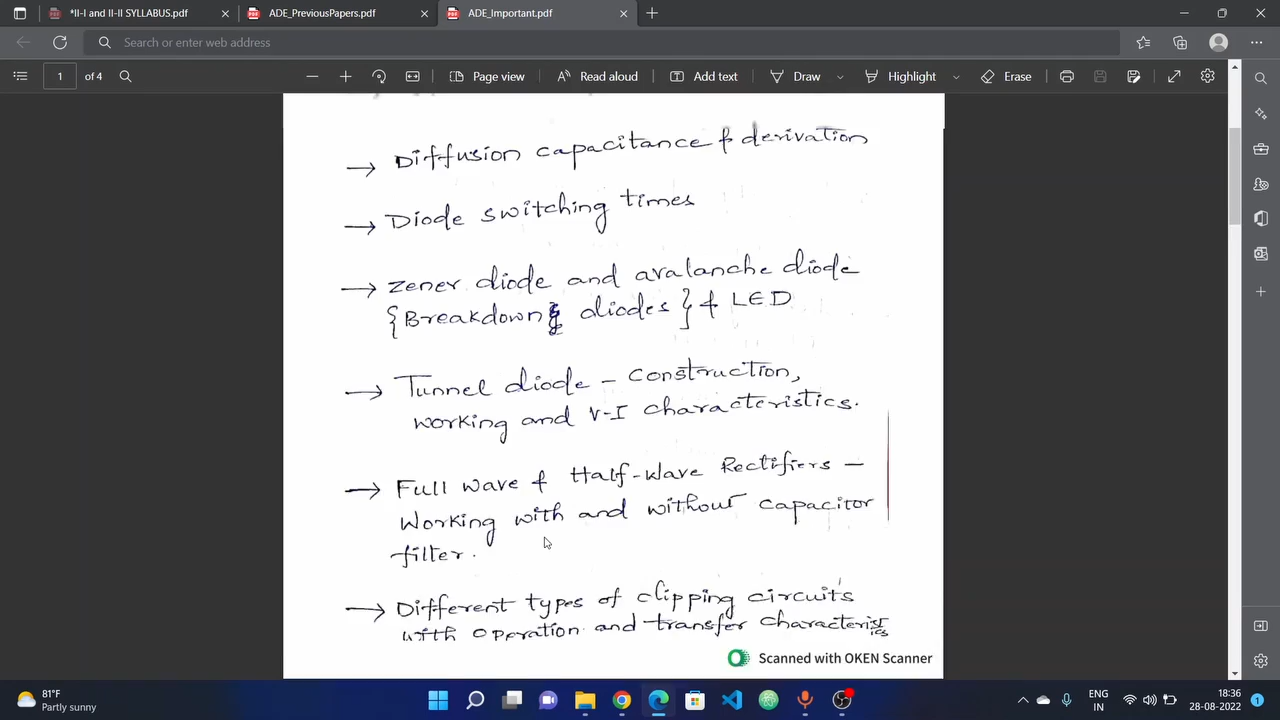 *II-I and II-II SYLLABUS.pdf
ADE_PreviousPapers.pdf
ADE_Important.pdf
Search or enter web address
1 of 4
Page view
Read aloud
Add text
Draw
Highlight
Erase
→ Diffusion capacitance & derivation
→ Diode switching times
→ Zener diode and avalanche diode
{Breakdown diodes} & LED
→ Tunnel diode - construction,
working and V-I characteristics.
→ Full wave & Half-wave Rectifiers -
Working with and without capacitor
filter.
→ Different types of clipping circuits
with operation and transfer characterist
ics
Scanned with OKEN Scanner
81°F
Partly sunny
ENG
IN
18:36
28-08-2022
1